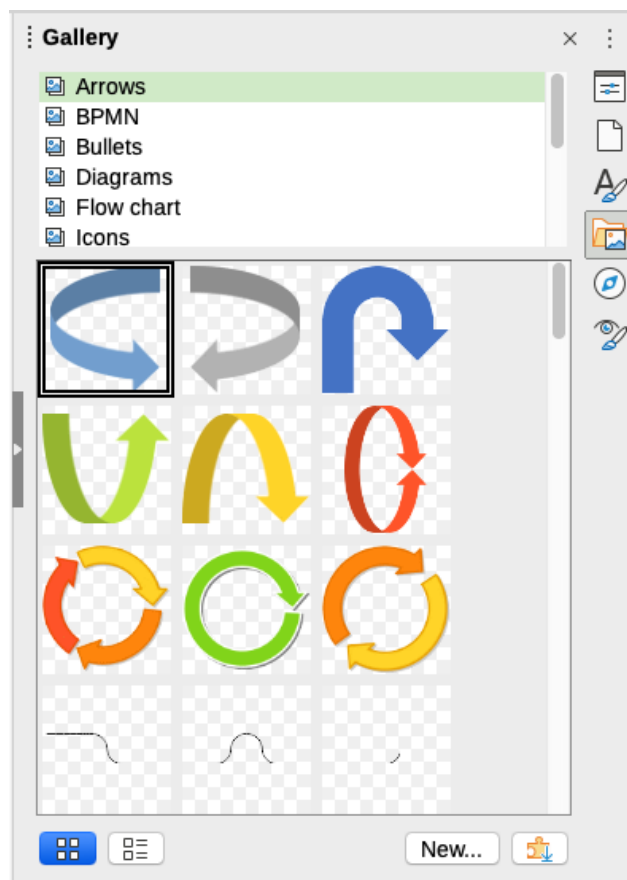 Gallery
Arrows
BPMN
Bullets
Diagrams
Flow chart
Icons
New...